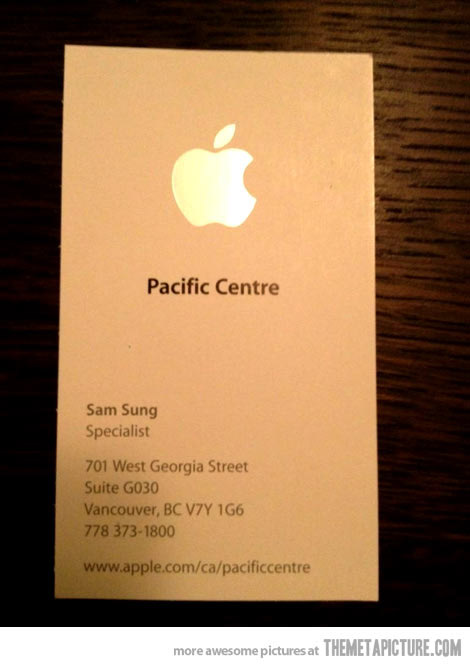 Pacific Centre
Sam Sung
Specialist
701 West Georgia Street
Suite G030
Vancouver, BC V7Y 1G6
778 373-1800
www.apple.com/ca/pacificcentre
more awesome pictures at THEMETAPICTURE.COM